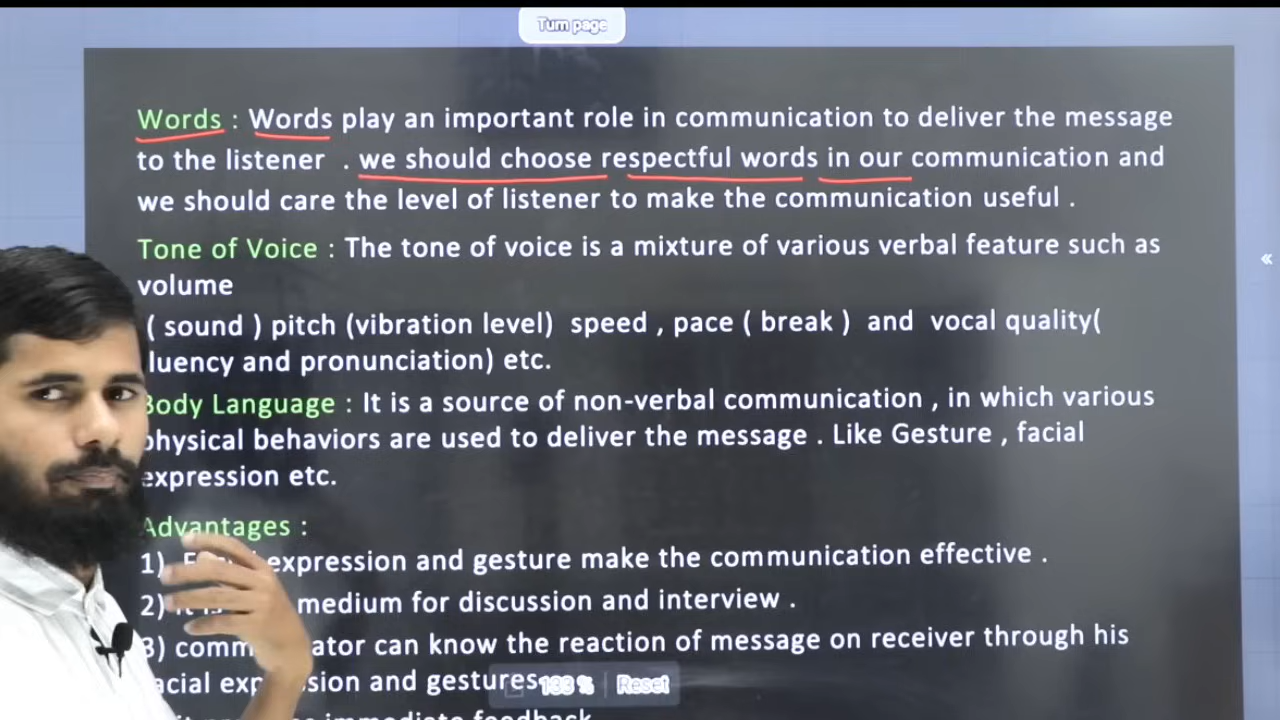 Turn page
Words : Words play an important role in communication to deliver the message
to the listener . we should choose respectful words in our communication and
we should care the level of listener to make the communication useful .
Tone of Voice : The tone of voice is a mixture of various verbal feature such as
volume
( sound ) pitch (vibration level) speed , pace ( break ) and vocal quality(
luency and pronunciation) etc.
Body Language : It is a source of non-verbal communication , in which various
physical behaviors are used to deliver the message . Like Gesture , facial
expression etc.
Advantages :
1) expression and gesture make the communication effective .
2) medium for discussion and interview .
3) can know the reaction of message on receiver through his
and gestures
133 % Reset
immediate feedback